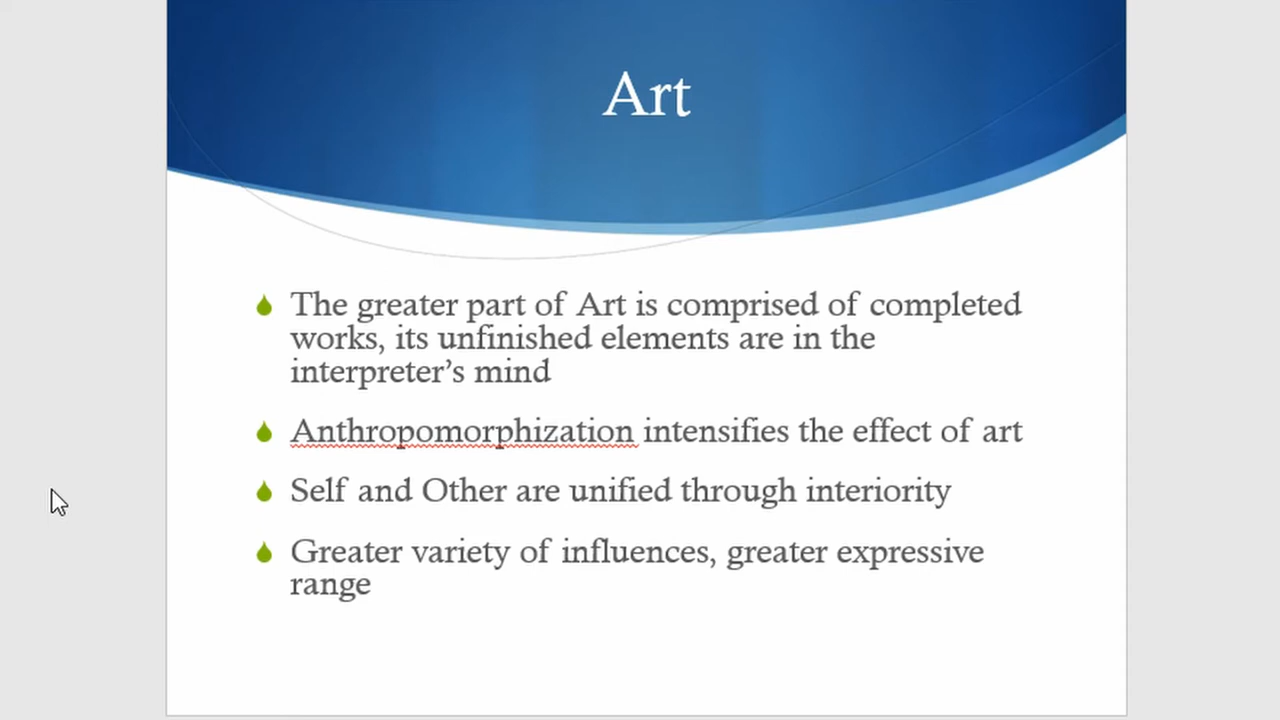 Art
The greater part of Art is comprised of completed
works, its unfinished elements are in the
interpreter’s mind
Anthropomorphization intensifies the effect of art
Self and Other are unified through interiority
Greater variety of influences, greater expressive
range